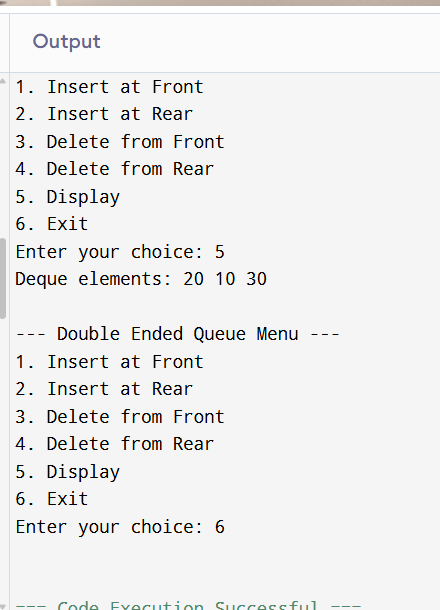 Output
1. Insert at Front
2. Insert at Rear
3. Delete from Front
4. Delete from Rear
5. Display
6. Exit
Enter your choice: 5
Deque elements: 20 10 30
--- Double Ended Queue Menu ---
1. Insert at Front
2. Insert at Rear
3. Delete from Front
4. Delete from Rear
5. Display
6. Exit
Enter your choice: 6
=== Code Execution Successful ===